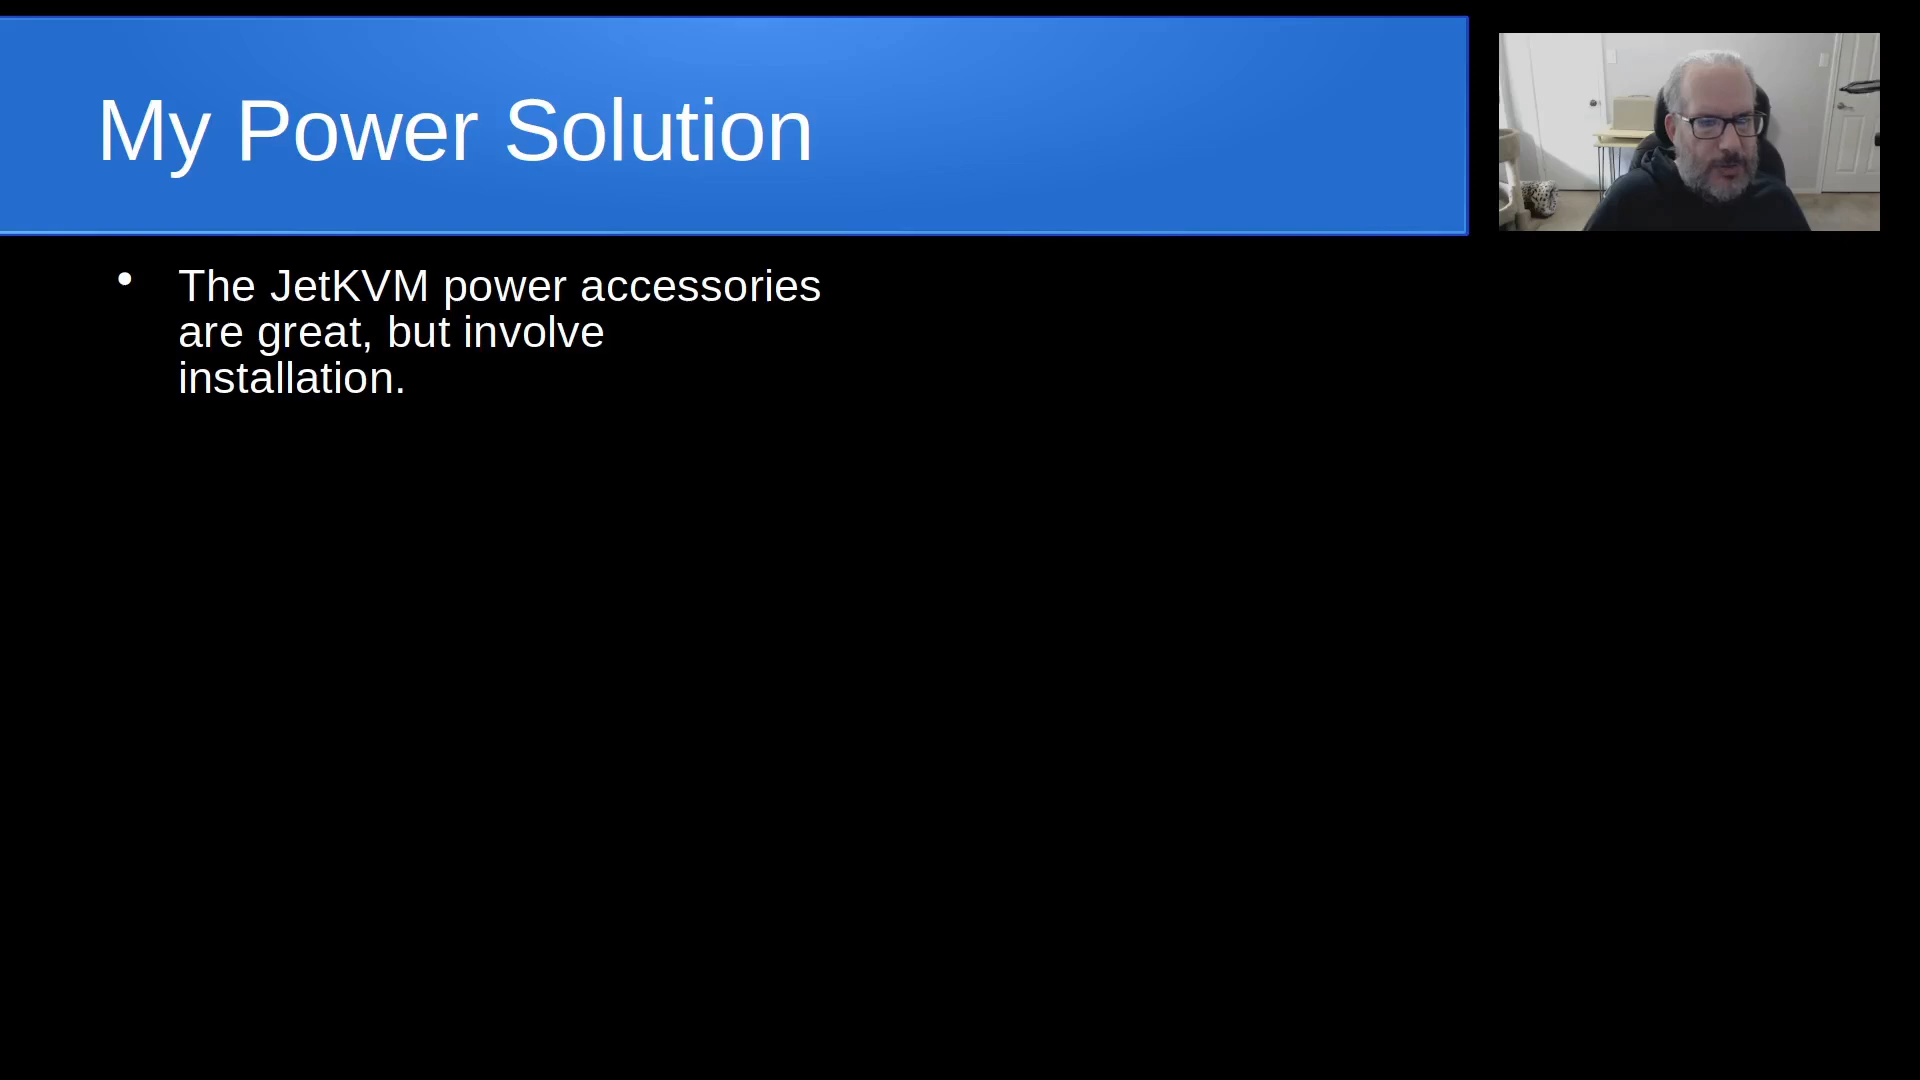 My Power Solution
• The JetKVM power accessories
are great, but involve
installation.